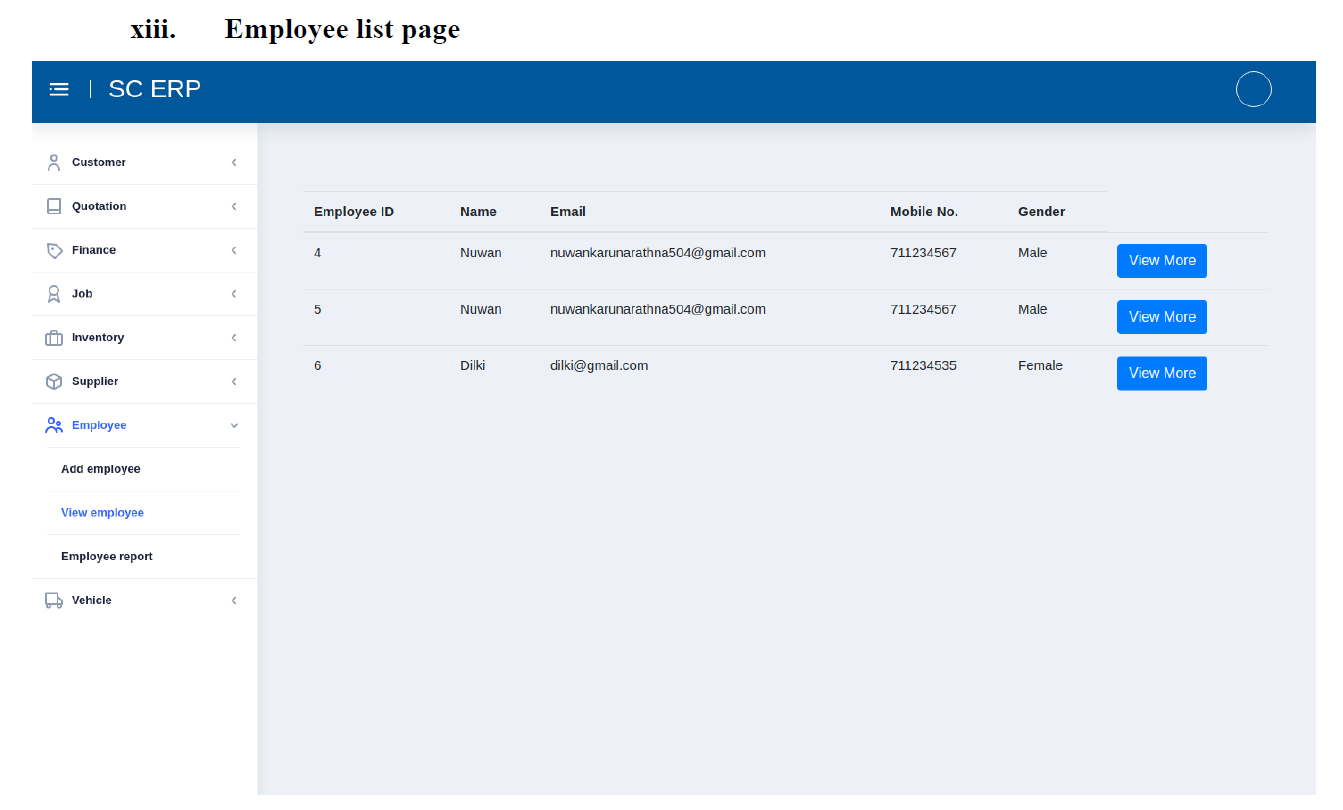 xiii. Employee list page
SC ERP
Customer
Quotation
Finance
Job
Inventory
Supplier
Employee
Add employee
View employee
Employee report
Vehicle
Employee ID Name Email Mobile No. Gender
4 Nuwan nuwankarunarathna504@gmail.com 711234567 Male View More
5 Nuwan nuwankarunarathna504@gmail.com 711234567 Male View More
6 Dilki dilki@gmail.com 711234535 Female View More